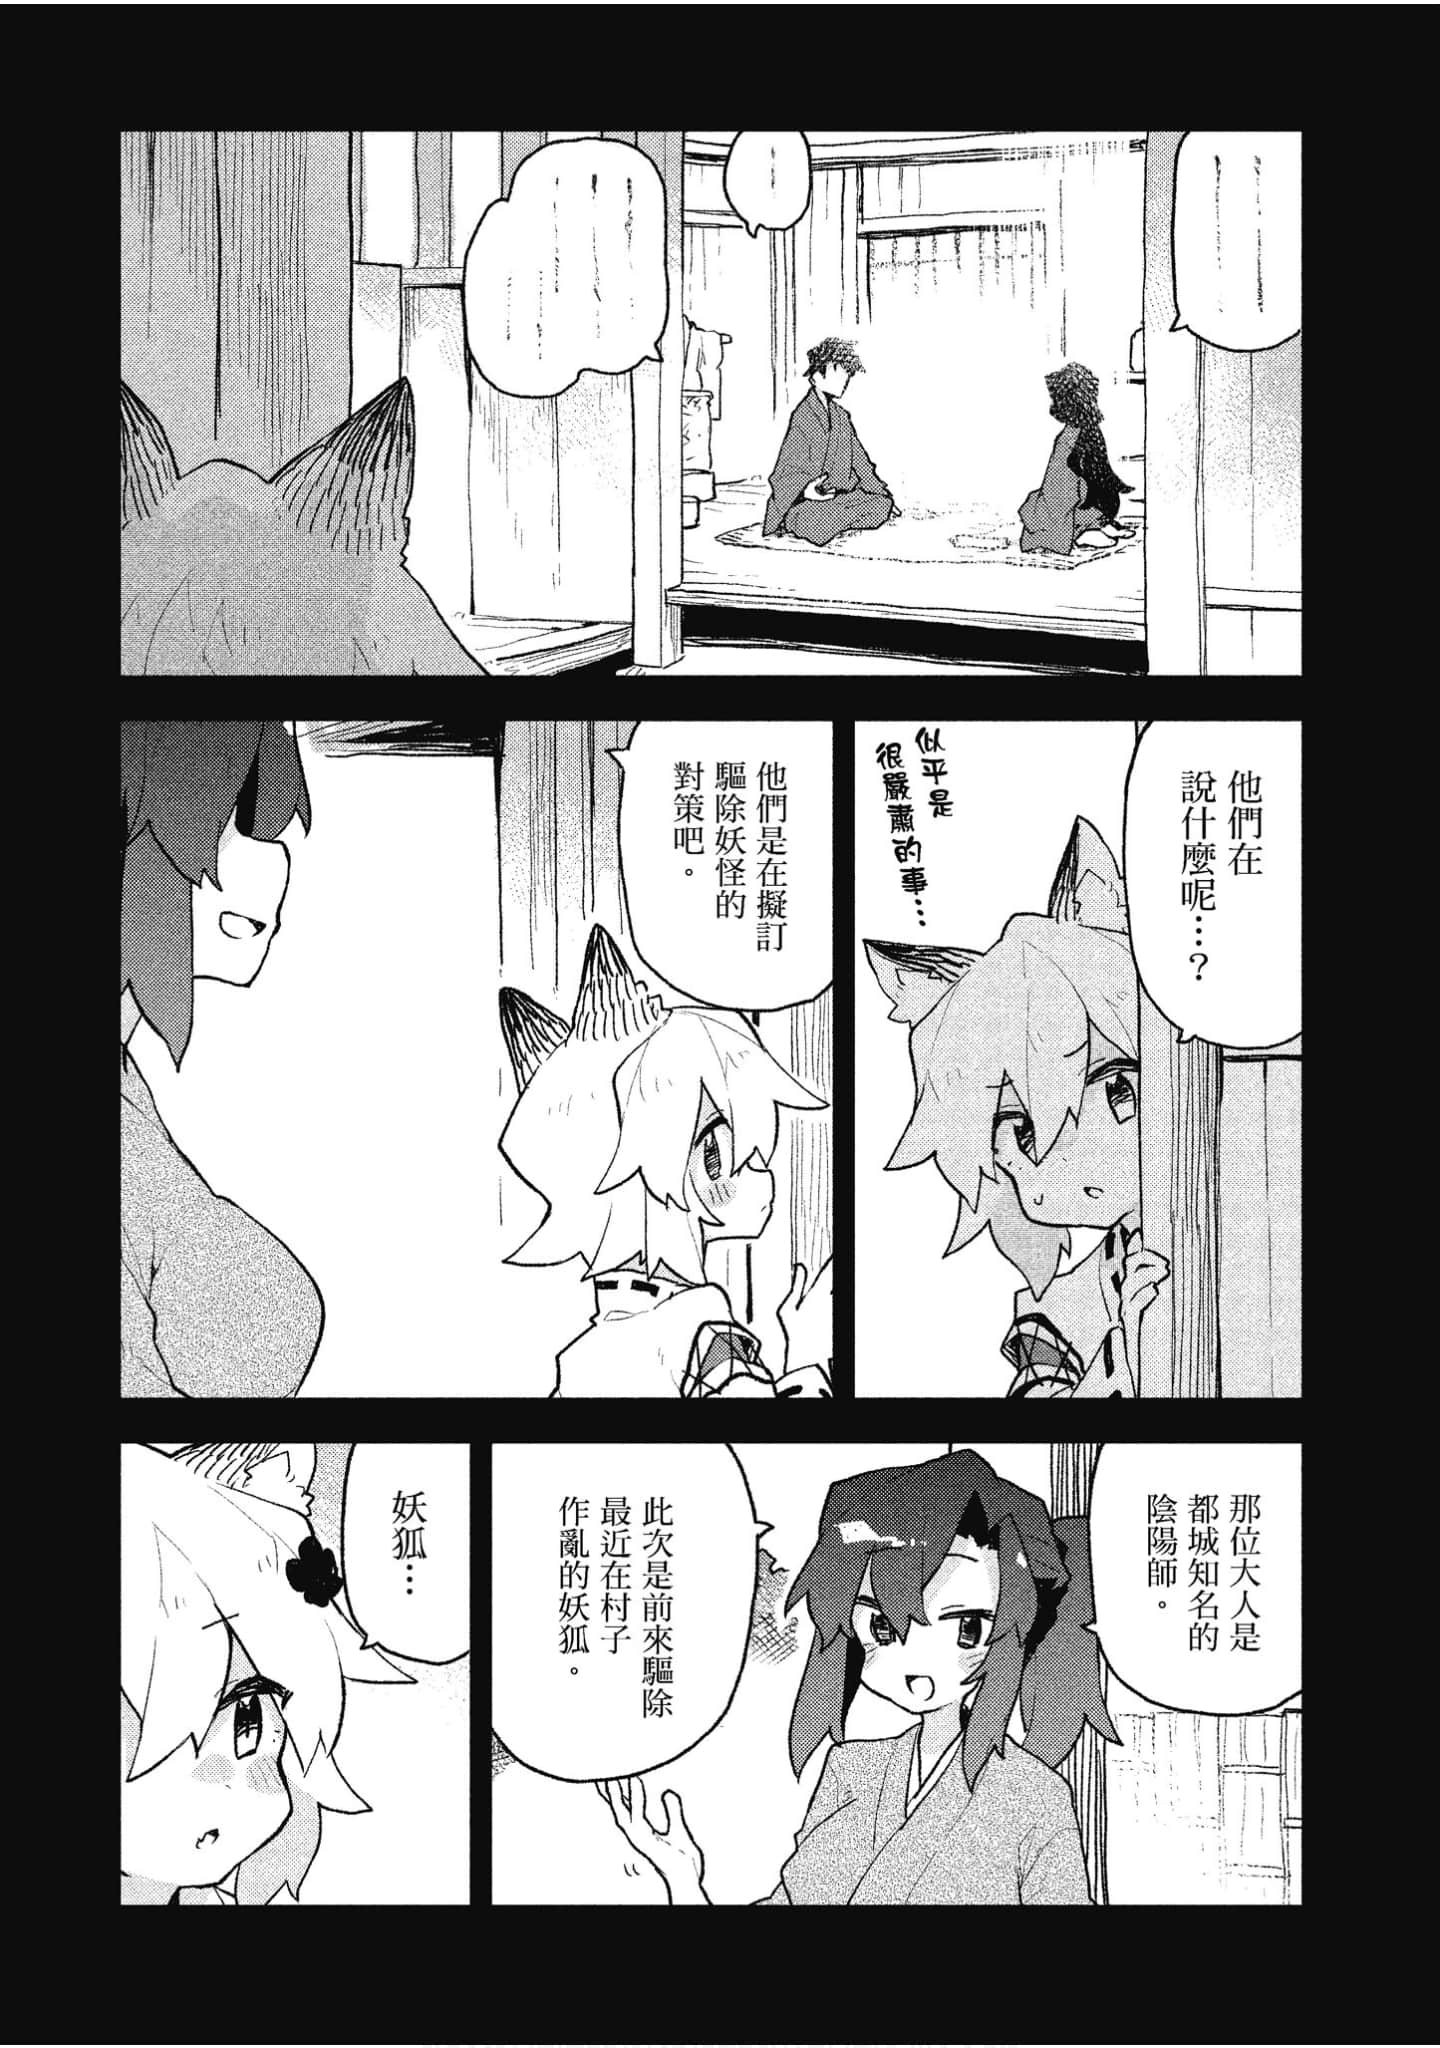 他們在
說什麼呢…？
似乎是
很嚴肅的事…
他們是在擬訂
驅除妖怪的
對策吧。
那位大人是
都城知名的
陰陽師。
此次是前來驅除
最近在村子
作亂的妖狐。
妖狐…